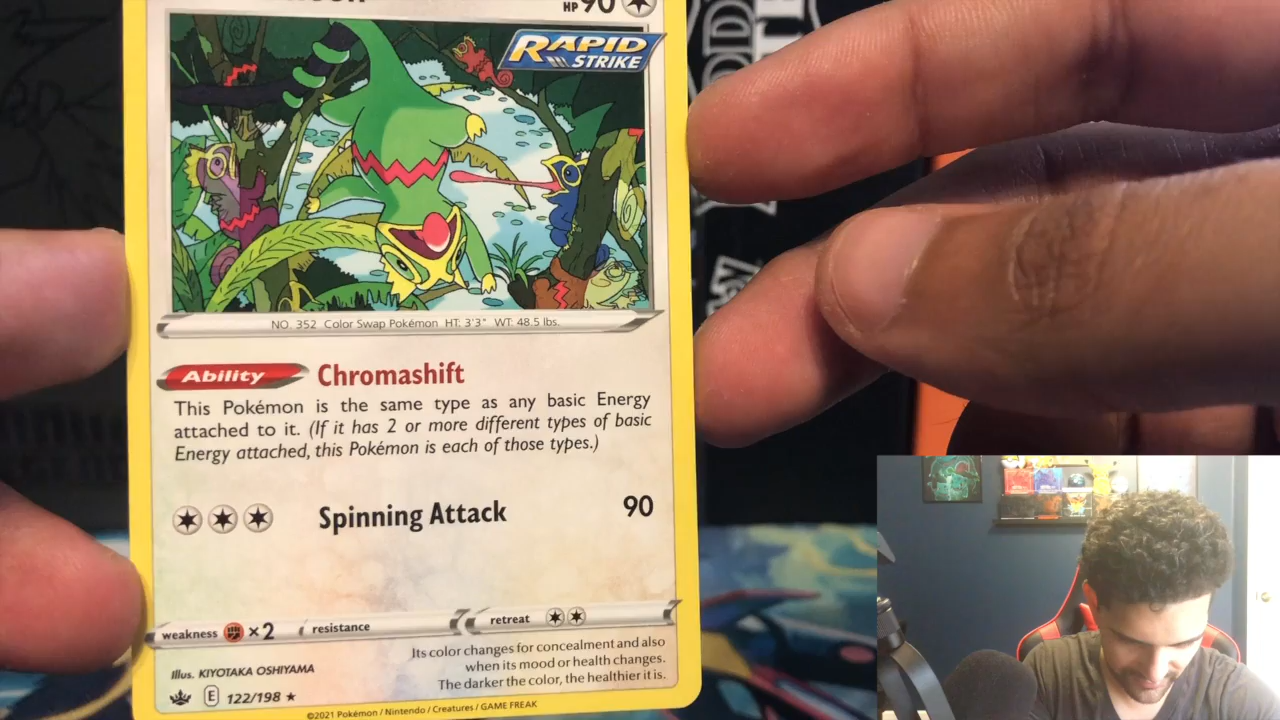 HP 90
RAPID
STRIKE
NO. 352 Color Swap Pokémon HT: 3'3" WT: 48.5 lbs.
Ability Chromashift
This Pokémon is the same type as any basic Energy
attached to it. (If it has 2 or more different types of basic
Energy attached, this Pokémon is each of those types.)
Spinning Attack 90
weakness ×2 resistance retreat
Its color changes for concealment and also
when its mood or health changes.
The darker the color, the healthier it is.
Illus. KIYOTAKA OSHIYAMA
E 122/198 ★
©2021 Pokémon / Nintendo / Creatures / GAME FREAK